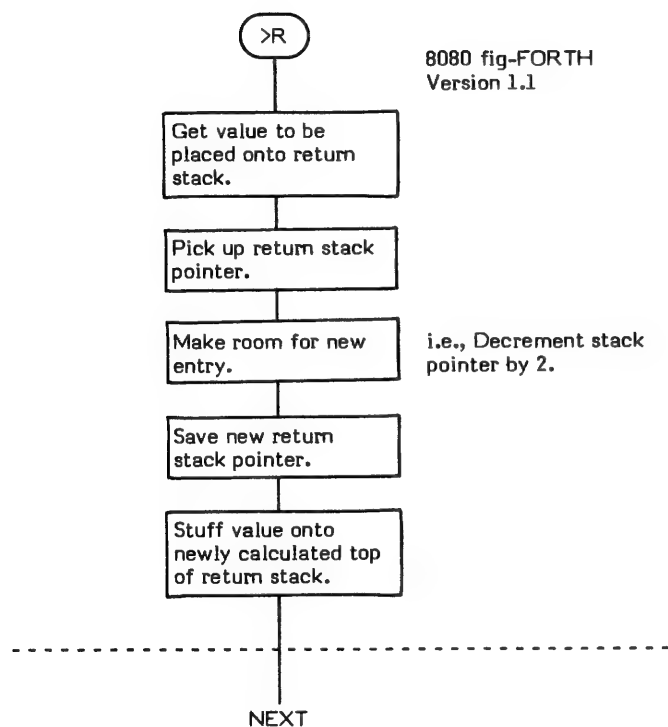 >R
8080 fig-FORTH
Version 1.1
Get value to be
placed onto return
stack.
Pick up return stack
pointer.
Make room for new
entry.
i.e., Decrement stack
pointer by 2.
Save new return
stack pointer.
Stuff value onto
newly calculated top
of return stack.
NEXT